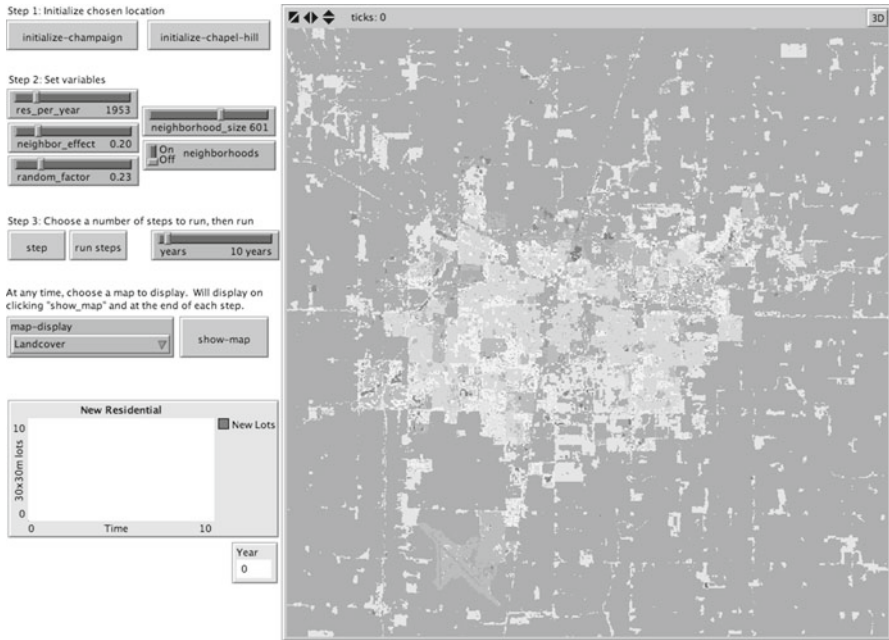 Step 1: Initialize chosen location
initialize-champaign
initialize-chapel-hill
Step 2: Set variables
res_per_year 1953
neighborhood_size 601
neighbor_effect 0.20
On
Off
neighborhoods
random_factor 0.23
Step 3: Choose a number of steps to run, then run
step
run steps
years 10 years
At any time, choose a map to display. Will display on
clicking "show_map" and at the end of each step.
map-display
Landcover
show-map
New Residential
New Lots
10
30x30m lots
0
0
Time
10
Year
0
ticks: 0
3D